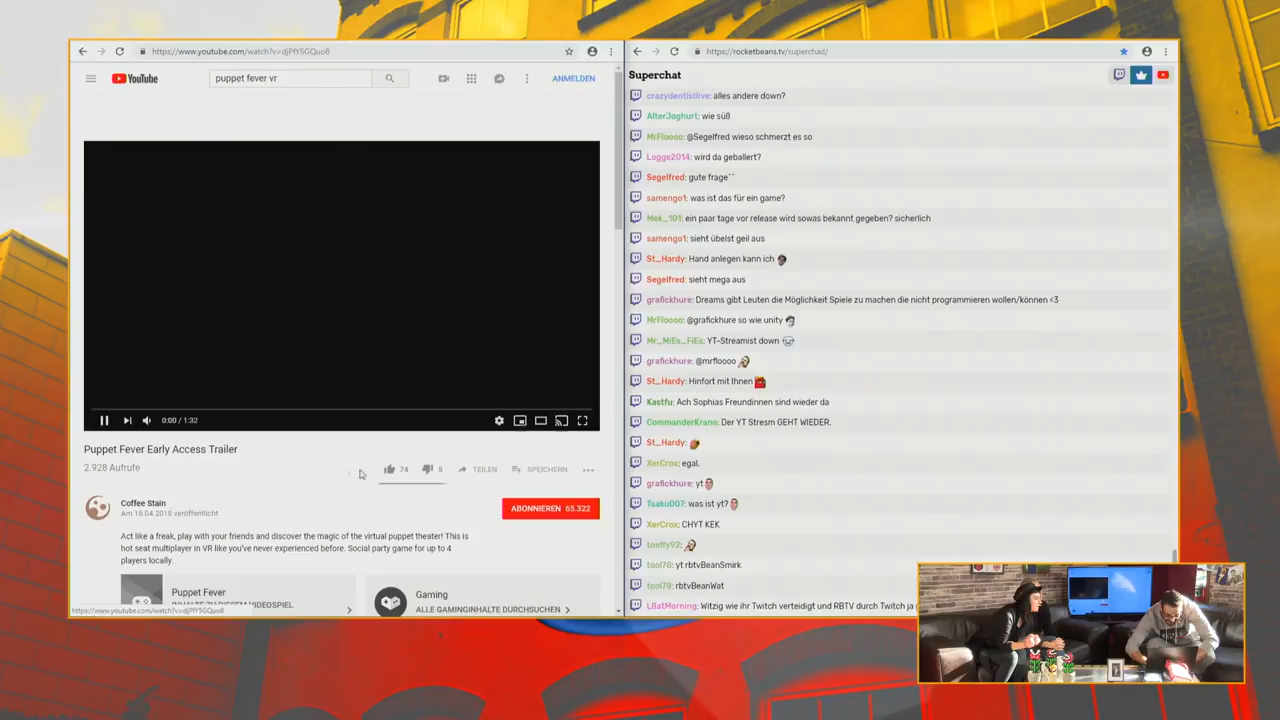 https://www.youtube.com/watch?v=djPfY5GQuo8
YouTube
puppet fever vr
ANMELDEN
0:00 / 1:32
Puppet Fever Early Access Trailer
2.928 Aufrufe
74
5
TEILEN
SPEICHERN
Coffee Stain
Am 18.04.2018 veröffentlicht
ABONNIEREN 65.322
Act like a freak, play with your friends and discover the magic of the virtual puppet theater! This is
hot seat multiplayer in VR like you've never experienced before. Social party game for up to 4
players locally.
Puppet Fever
INHALTE ZU DIESEM VIDEOSPIEL
Gaming
ALLE GAMINGINHALTE DURCHSUCHEN
https://www.youtube.com/watch?v=djPfY5GQuo8
https://rocketbeans.tv/superchad/
Superchat
crazydentistlive: alles andere down?
AlterJoghurt: wie süß
MrFloooo: @Segelfred wieso schmerzt es so
Logge2014: wird da geballert?
Segelfred: gute frage^^
samengo1: was ist das für ein game?
Mek_101: ein paar tage vor release wird sowas bekannt gegeben? sicherlich
samengo1: sieht übelst geil aus
St_Hardy: Hand anlegen kann ich
Segelfred: sieht mega aus
grafickhure: Dreams gibt Leuten die Möglichkeit Spiele zu machen die nicht programmieren wollen/können <3
MrFloooo: @grafickhure so wie unity
Mr_MiEs_FiEs: YT-Streamist down
grafickhure: @mrfloooo
St_Hardy: Hinfort mit Ihnen
Kastfu: Ach Sophias Freundinnen sind wieder da
CommanderKrano: Der YT Stresm GEHT WIEDER.
St_Hardy:
XerCrox: egal.
grafickhure: yt
Tsaku007: was ist yt?
XerCrox: CHYT KEK
toeffy92:
tool78: yt rbtvBeanSmirk
tool78: rbtvBeanWat
LBatMorning: Witzig wie ihr Twitch verteidigt und RBTV durch Twitch ja